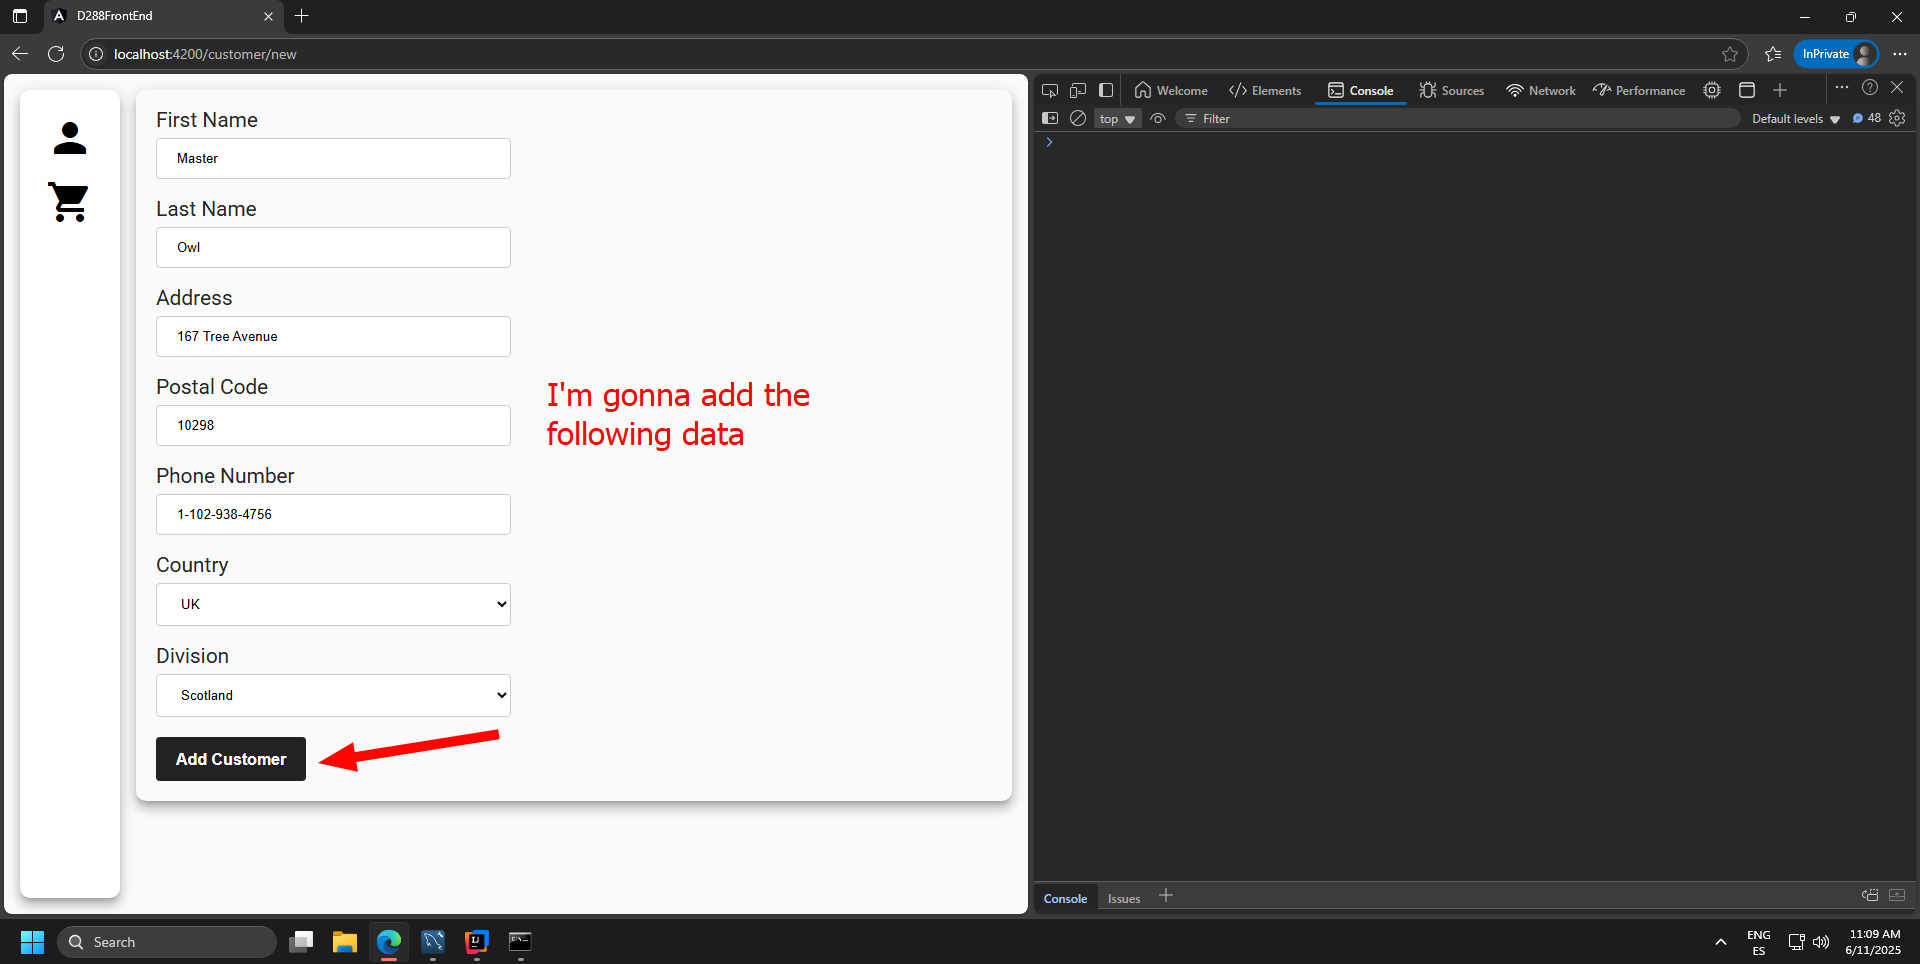 D288FrontEnd
localhost:4200/customer/new
InPrivate
First Name
Master
Last Name
Owl
Address
167 Tree Avenue
Postal Code
10298
Phone Number
1-102-938-4756
Country
UK
Division
Scotland
Add Customer
I'm gonna add the
following data
Welcome
Elements
Console
Sources
Network
Performance
top
Filter
Default levels
48
Console
Issues
Search
ENG
ES
11:09 AM
6/11/2025